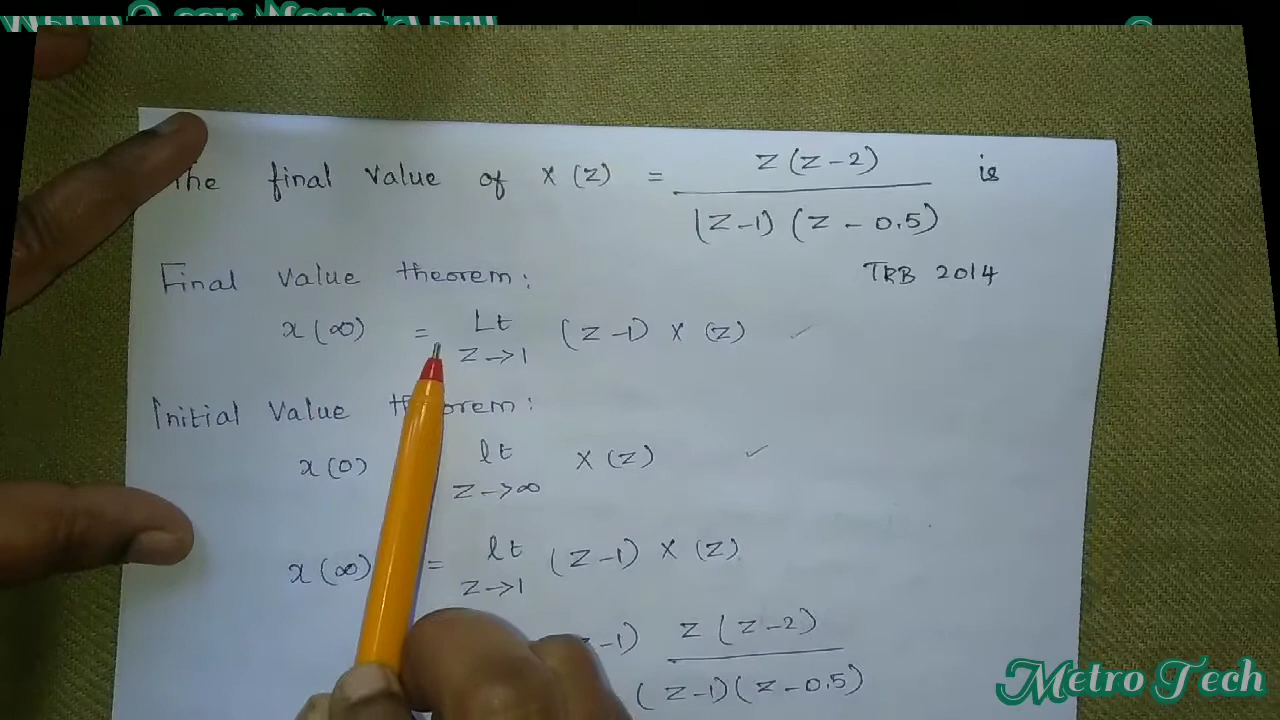 The final value of X(z) = z(z-2) / (z-1)(z-0.5) is
TRB 2014
Final value theorem:
x(∞) = Lt z→1 (z-1) X(z) ✓
Initial value theorem:
x(0) lt z→∞ X(z) ✓
x(∞) = lt z→1 (z-1) X(z)
z-1) z(z-2) / (z-1)(z-0.5)
Metro Tech